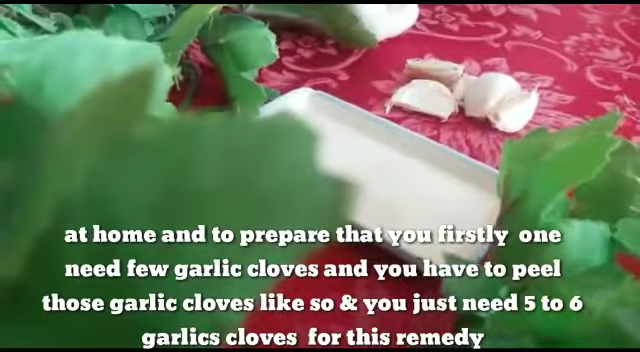 at home and to prepare that you firstly one
need few garlic cloves and you have to peel
those garlic cloves like so & you just need 5 to 6
garlics cloves for this remedy